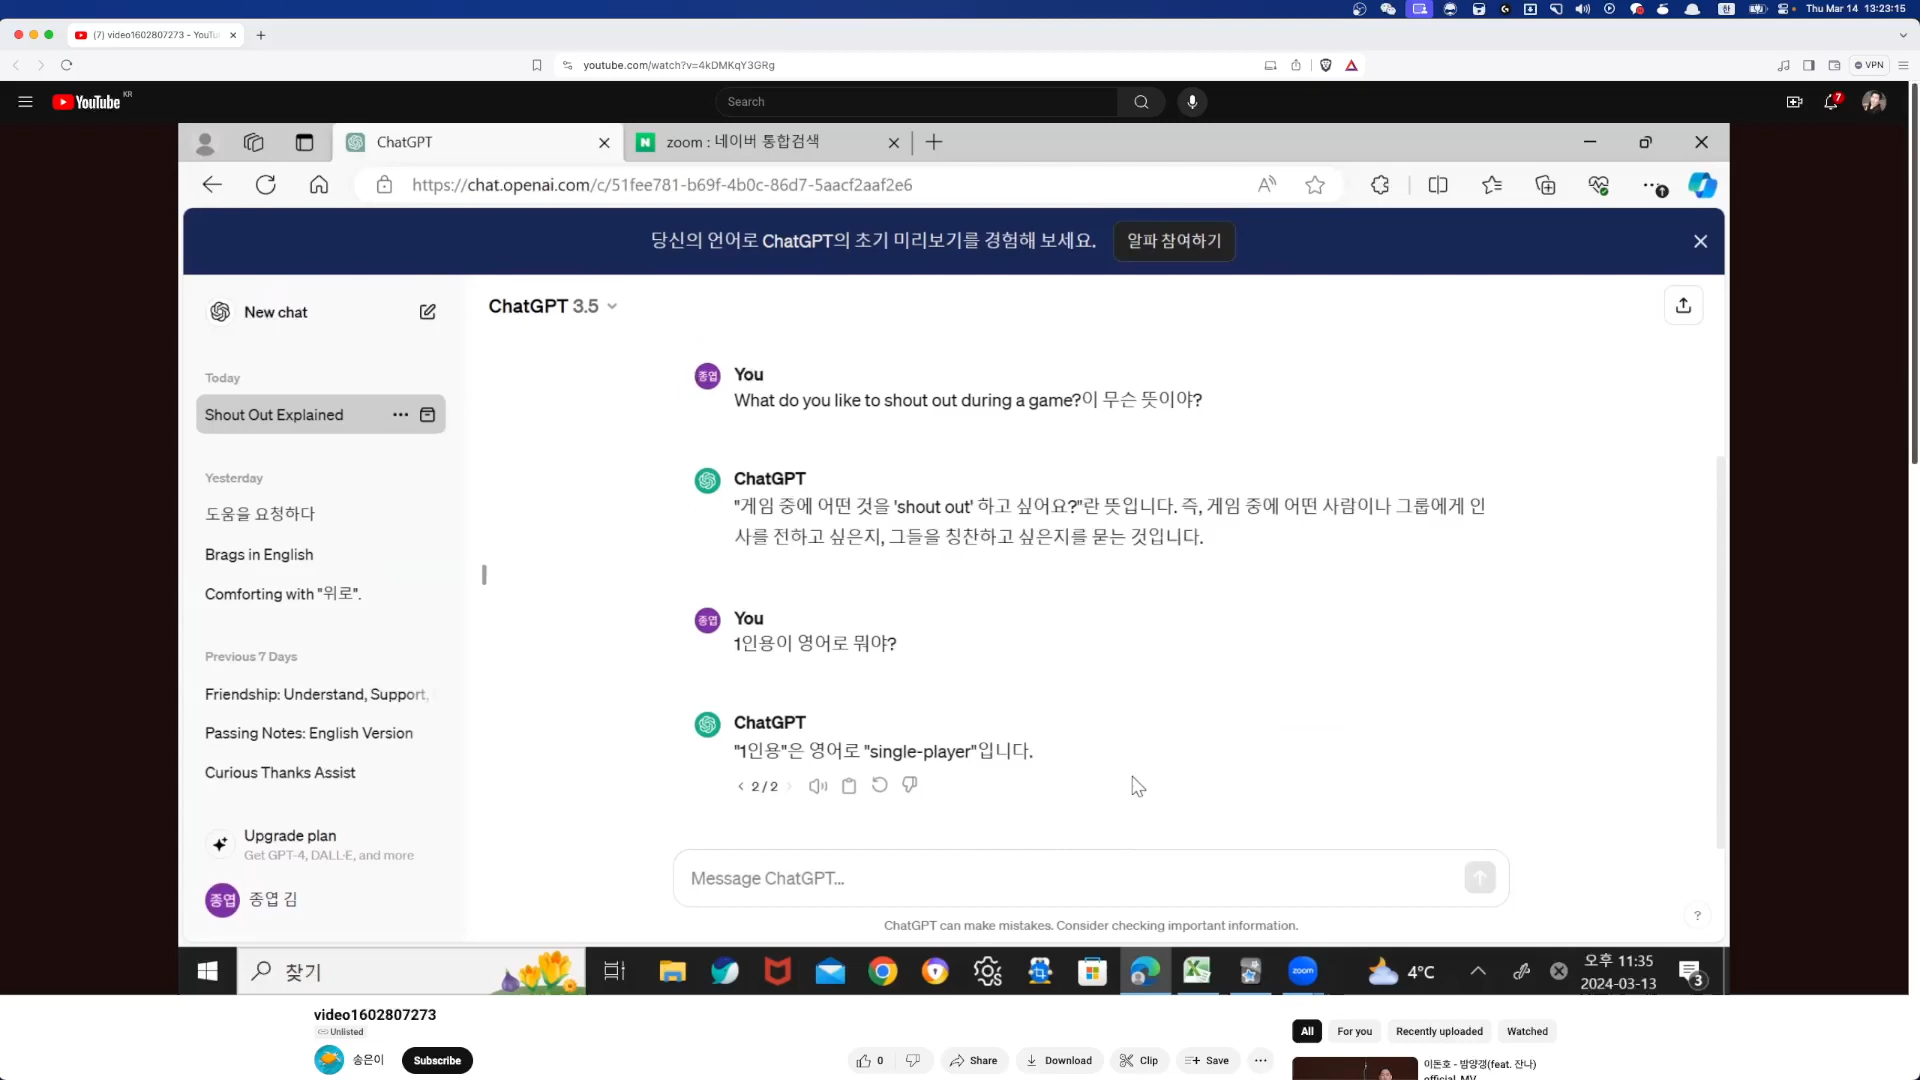 Thu Mar 14 13:23:15
(7) video1602807273 - YouTu
youtube.com/watch?v=4kDMKqY3GRg
VPN
YouTube KR
Search
7
ChatGPT
zoom : 네이버 통합검색
https://chat.openai.com/c/51fee781-b69f-4b0c-86d7-5aacf2aaf2e6
당신의 언어로 ChatGPT의 초기 미리보기를 경험해 보세요.
알파 참여하기
New chat
Today
Shout Out Explained
Yesterday
도움을 요청하다
Brags in English
Comforting with "위로".
Previous 7 Days
Friendship: Understand, Support,
Passing Notes: English Version
Curious Thanks Assist
Upgrade plan
Get GPT-4, DALL·E, and more
종엽 종엽 김
ChatGPT 3.5
종엽 You
What do you like to shout out during a game?이 무슨 뜻이야?
ChatGPT
"게임 중에 어떤 것을 'shout out' 하고 싶어요?"란 뜻입니다. 즉, 게임 중에 어떤 사람이나 그룹에게 인
사를 전하고 싶은지, 그들을 칭찬하고 싶은지를 묻는 것입니다.
종엽 You
1인용이 영어로 뭐야?
ChatGPT
"1인용"은 영어로 "single-player"입니다.
2 / 2
Message ChatGPT...
ChatGPT can make mistakes. Consider checking important information.
?
찾기
zoom
4°C
오후 11:35
2024-03-13
3
video1602807273
Unlisted
송은이
Subscribe
0
Share
Download
Clip
Save
All
For you
Recently uploaded
Watched
이돈호 - 밤양갱(feat. 잔나)
official MV